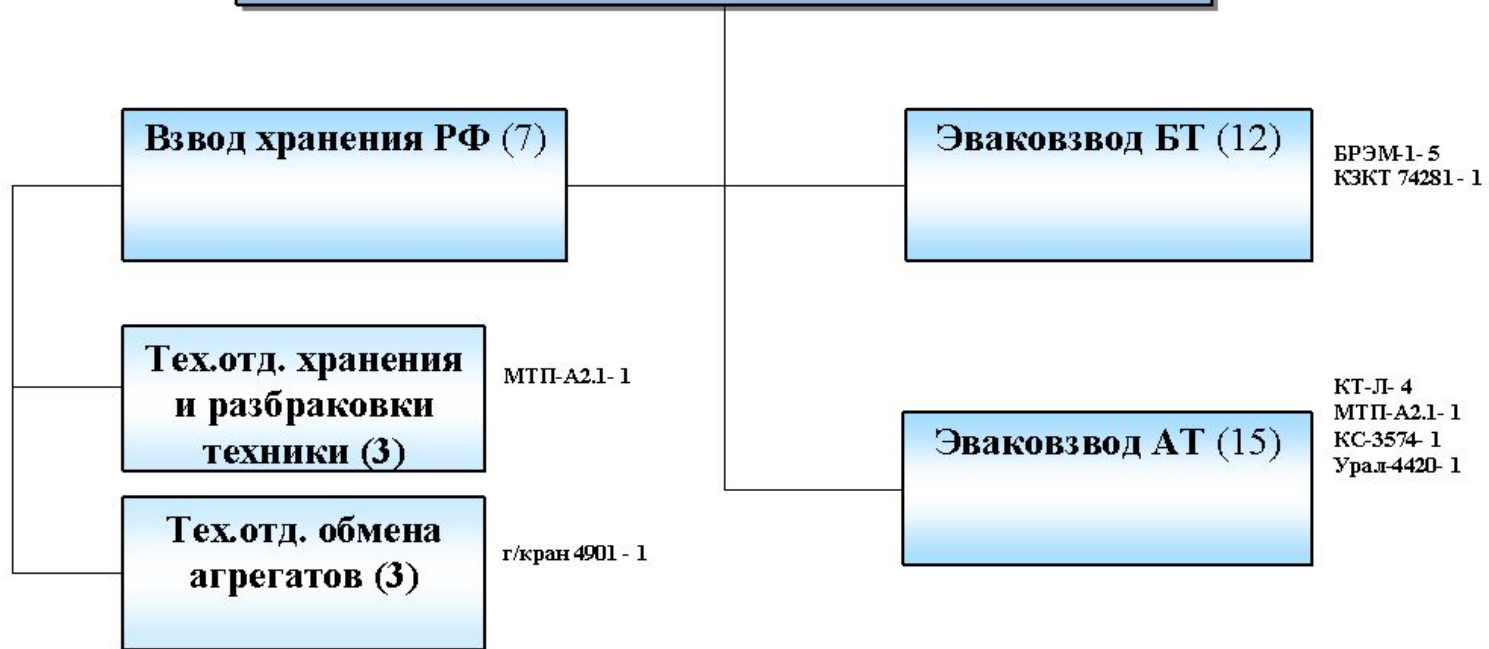 Взвод хранения РФ (7)
Эваковзвод БТ (12)
БРЭМ-1- 5
КЗКТ 74281 - 1
Тех.отд. хранения
и разбраковки
техники (3)
МТП-А2.1- 1
Эваковзвод АТ (15)
КТ-Л- 4
МТП-А2.1- 1
КС-3574- 1
Урал-4420- 1
Тех.отд. обмена
агрегатов (3)
г/кран 4901 - 1